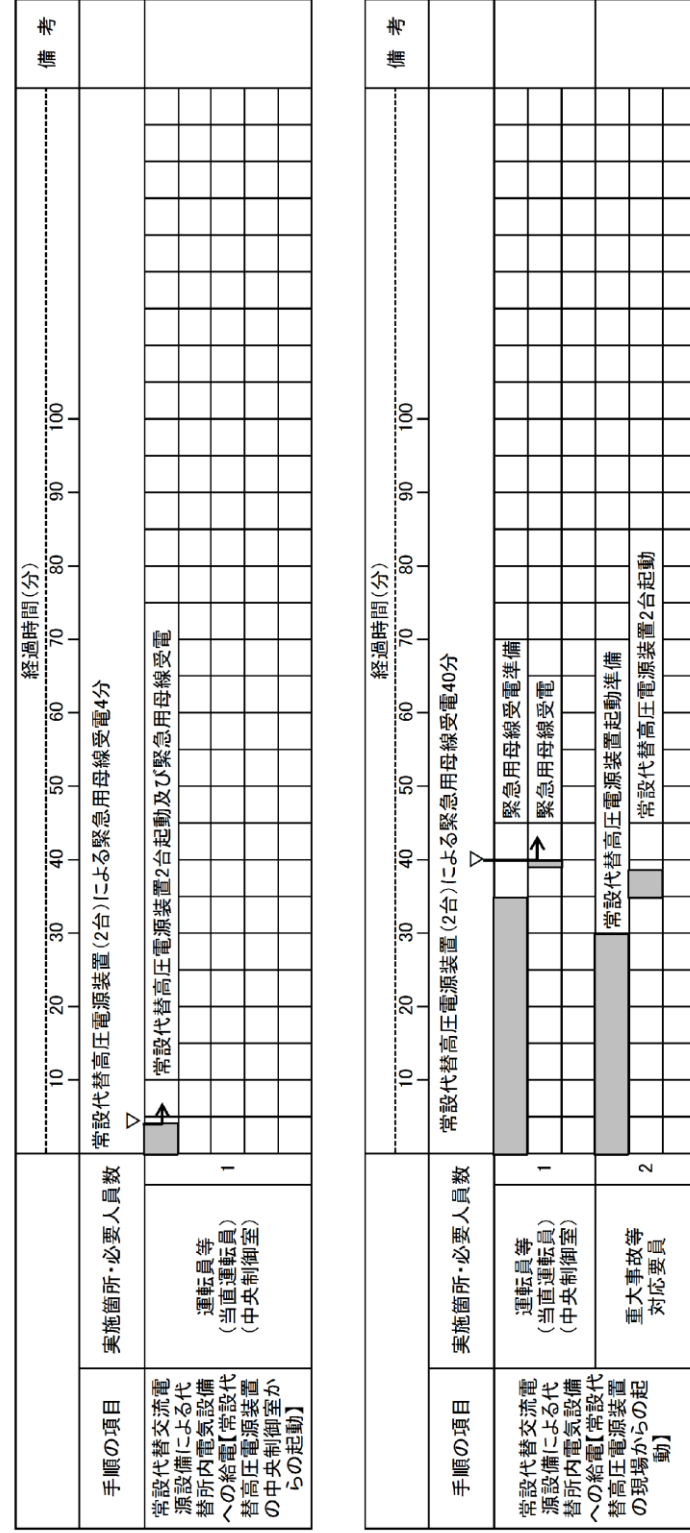 経過時間(分)
備 考
10 20 30 40 50 60 70 80 90 100
手順の項目
実施箇所・必要人員数
常設代替高圧電源装置(2台)による緊急用母線受電4分
▽
常設代替交流電
源設備による代
替所内電気設備
への給電【常設代
替高圧電源装置
の中央制御室か
らの起動】
運転員等
(当直運転員)
(中央制御室)
1
常設代替高圧電源装置2台起動及び緊急用母線受電
経過時間(分)
備 考
10 20 30 40 50 60 70 80 90 100
手順の項目
実施箇所・必要人員数
常設代替高圧電源装置(2台)による緊急用母線受電40分
▽
常設代替交流電
源設備による代
替所内電気設備
への給電【常設代
替高圧電源装置
の現場からの起
動】
運転員等
(当直運転員)
(中央制御室)
1
緊急用母線受電準備
緊急用母線受電
重大事故等
対応要員
2
常設代替高圧電源装置起動準備
常設代替高圧電源装置2台起動